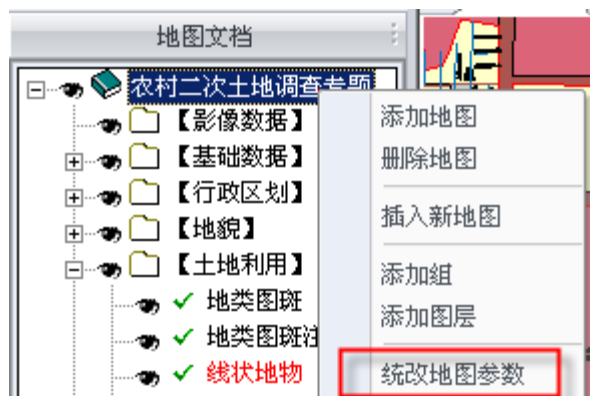 地图文档
农村二次土地调查专题
【影像数据】
【基础数据】
【行政区划】
【地貌】
【土地利用】
地类图斑
地类图斑注
线状地物
添加地图
删除地图
插入新地图
添加组
添加图层
统改地图参数